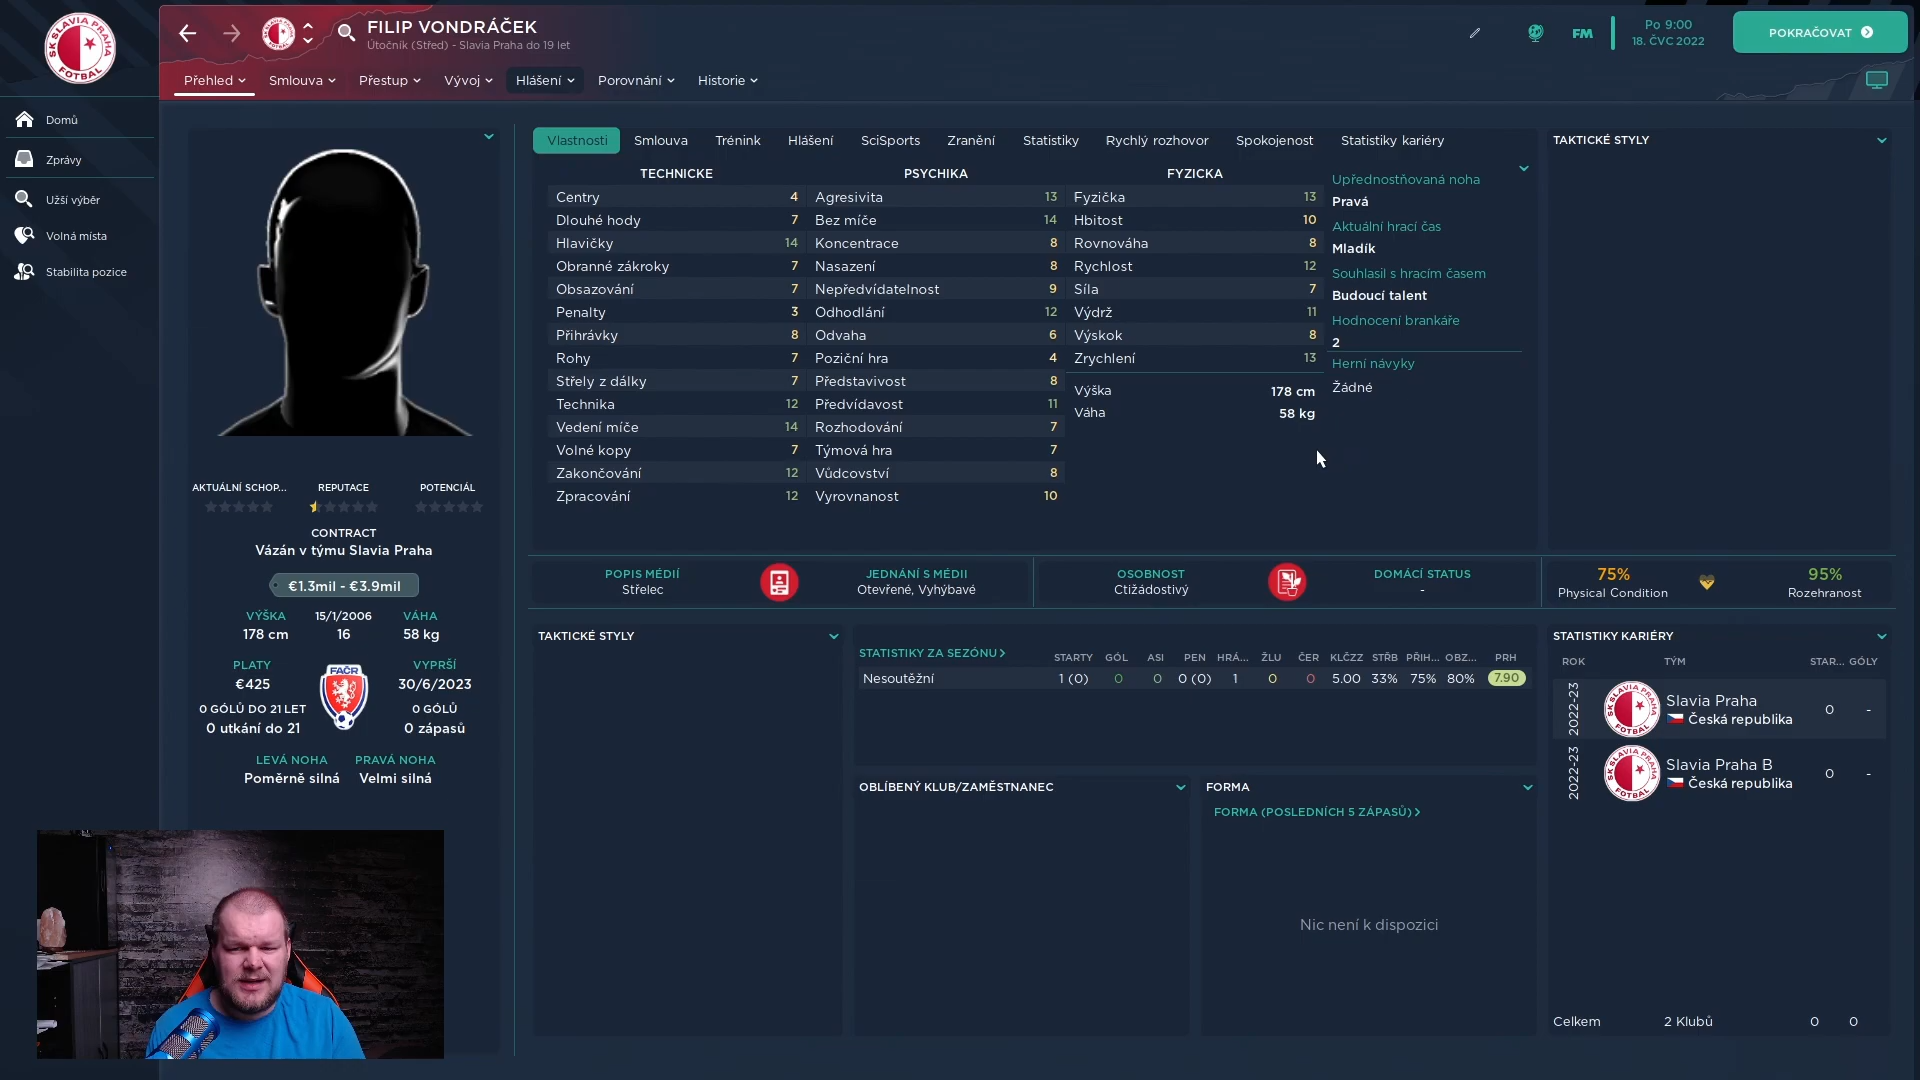 FILIP VONDRÁČEK
Útočník (Střed) - Slavia Praha do 19 let
FM
Po 9:00
18. ČVC 2022
POKRAČOVAT
Přehled
Smlouva
Přestup
Vývoj
Hlášení
Porovnání
Historie
SK SLAVIA PRAHA
FOTBAL
Domů
Zprávy
Užší výběr
Volná místa
Stabilita pozice
AKTUÁLNÍ SCHOP... REPUTACE POTENCIÁL
CONTRACT
Vázán v týmu Slavia Praha
€1.3mil - €3.9mil
VÝŠKA 15/1/2006 VÁHA
178 cm 16 58 kg
PLATY VYPRŠÍ
€425 30/6/2023
FAČR
0 GÓLŮ DO 21 LET 0 GÓLŮ
0 utkání do 21 0 zápasů
LEVÁ NOHA PRAVÁ NOHA
Poměrně silná Velmi silná
Vlastnosti Smlouva Trénink Hlášení SciSports Zranění Statistiky Rychlý rozhovor Spokojenost Statistiky kariéry
TECHNICKE PSYCHIKA FYZICKA
Centry 4 Agresivita 13 Fyzička 13
Dlouhé hody 7 Bez míče 14 Hbitost 10
Hlavičky 14 Koncentrace 8 Rovnováha 8
Obranné zákroky 7 Nasazení 8 Rychlost 12
Obsazování 7 Nepředvídatelnost 9 Síla 7
Penalty 3 Odhodlání 12 Výdrž 11
Přihrávky 8 Odvaha 6 Výskok 8
Rohy 7 Poziční hra 4 Zrychlení 13
Střely z dálky 7 Představivost 8
Technika 12 Předvídavost 11
Vedení míče 14 Rozhodování 7
Volné kopy 7 Týmová hra 7
Zakončování 12 Vůdcovství 8
Zpracování 12 Vyrovnanost 10
Výška 178 cm
Váha 58 kg
Upřednostňovaná noha
Pravá
Aktuální hrací čas
Mladík
Souhlasil s hracím časem
Budoucí talent
Hodnocení brankáře
2
Herní návyky
Žádné
TAKTICKÉ STYLY
POPIS MÉDIÍ
Střelec
JEDNÁNÍ S MÉDII
Otevřené, Vyhýbavé
OSOBNOST
Ctižádostivý
DOMÁCÍ STATUS
-
75%
Physical Condition
95%
Rozehranost
TAKTICKÉ STYLY
STATISTIKY ZA SEZÓNU STARTY GÓL ASI PEN HRÁ... ŽLU ČER KLČZZ STŘB PŘIH... OBZ... PRH
Nesoutěžní 1 (0) 0 0 0 (0) 1 0 0 5.00 33% 75% 80% 7.90
OBLÍBENÝ KLUB/ZAMĚSTNANEC
FORMA
FORMA (POSLEDNÍCH 5 ZÁPASŮ)
Nic není k dispozici
STATISTIKY KARIÉRY
ROK TÝM STAR... GÓLY
2022-23 Slavia Praha 0 -
Česká republika
2022-23 Slavia Praha B 0 -
Česká republika
Celkem 2 Klubů 0 0